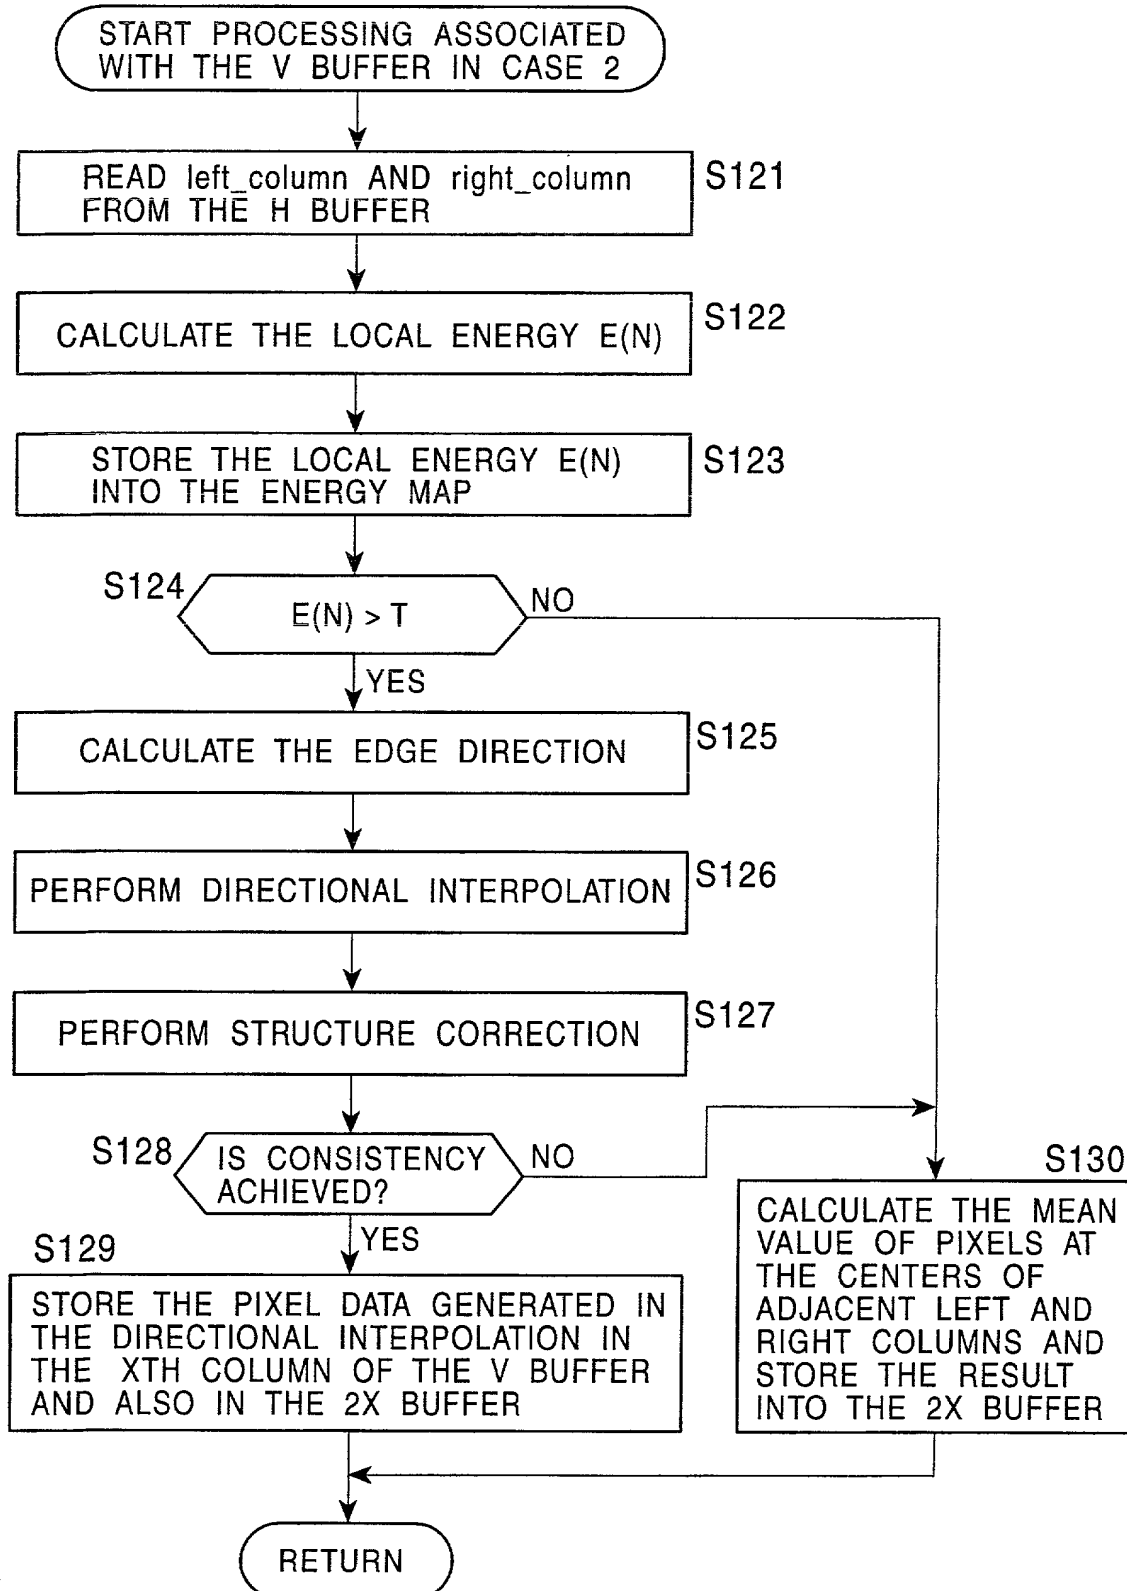 START PROCESSING ASSOCIATED
WITH THE V BUFFER IN CASE 2
READ left_column AND right_column
FROM THE H BUFFER
S121
CALCULATE THE LOCAL ENERGY E(N)
S122
STORE THE LOCAL ENERGY E(N)
INTO THE ENERGY MAP
S123
S124
E(N) > T
NO
YES
CALCULATE THE EDGE DIRECTION
S125
PERFORM DIRECTIONAL INTERPOLATION
S126
PERFORM STRUCTURE CORRECTION
S127
S128
IS CONSISTENCY
ACHIEVED?
NO
YES
S129
STORE THE PIXEL DATA GENERATED IN
THE DIRECTIONAL INTERPOLATION IN
THE XTH COLUMN OF THE V BUFFER
AND ALSO IN THE 2X BUFFER
S130
CALCULATE THE MEAN
VALUE OF PIXELS AT
THE CENTERS OF
ADJACENT LEFT AND
RIGHT COLUMNS AND
STORE THE RESULT
INTO THE 2X BUFFER
RETURN